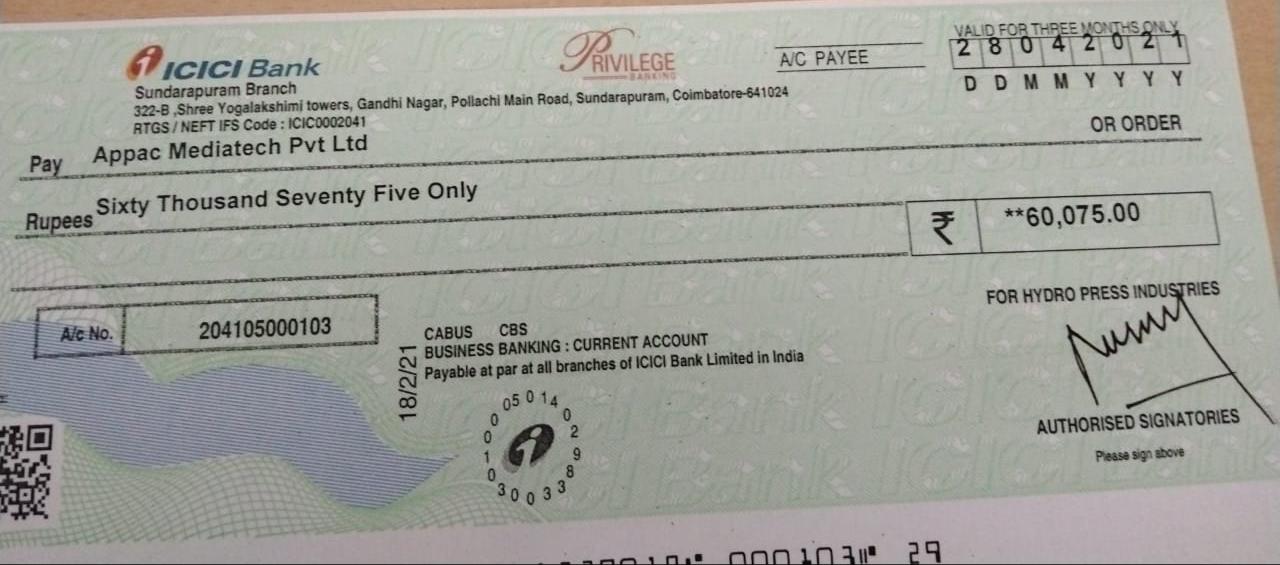 ICICI Bank
PRIVILEGE
BANKING
A/C PAYEE
VALID FOR THREE MONTHS ONLY
2 8 0 4 2 0 2 1
D D M M Y Y Y Y
Sundarapuram Branch
322-B ,Shree Yogalakshimi towers, Gandhi Nagar, Pollachi Main Road, Sundarapuram, Coimbatore-641024
RTGS / NEFT IFS Code : ICIC0002041
Pay Appac Mediatech Pvt Ltd
OR ORDER
Rupees Sixty Thousand Seventy Five Only
₹ **60,075.00
A/c No. 204105000103
FOR HYDRO PRESS INDUSTRIES
18/2/21
CABUS CBS
BUSINESS BANKING : CURRENT ACCOUNT
Payable at par at all branches of ICICI Bank Limited in India
AUTHORISED SIGNATORIES
Please sign above
29